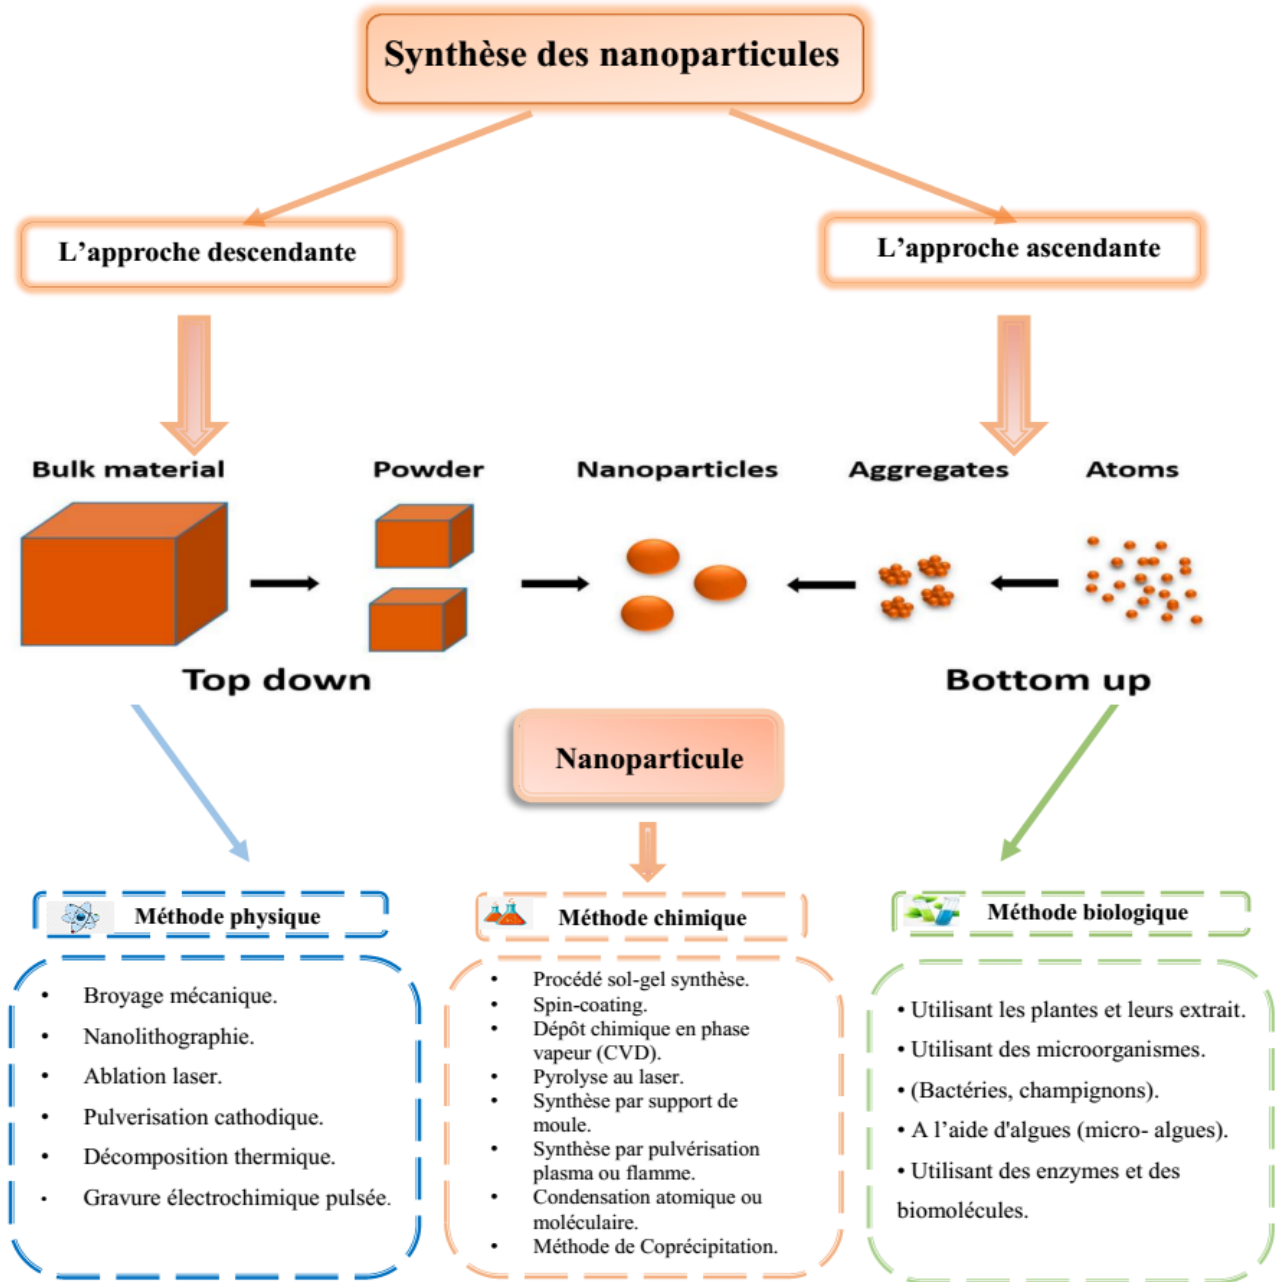 Synthèse des nanoparticules
L’approche descendante
L’approche ascendante
Bulk material
Powder
Nanoparticles
Aggregates
Atoms
Top down
Bottom up
Nanoparticule
Méthode physique
• Broyage mécanique.
• Nanolithographie.
• Ablation laser.
• Pulverisation cathodique.
• Décomposition thermique.
• Gravure électrochimique pulsée.
Méthode chimique
• Procédé sol-gel synthèse.
• Spin-coating.
• Dépôt chimique en phase
vapeur (CVD).
• Pyrolyse au laser.
• Synthèse par support de
moule.
• Synthèse par pulvérisation
plasma ou flamme.
• Condensation atomique ou
moléculaire.
• Méthode de Coprécipitation.
Méthode biologique
• Utilisant les plantes et leurs extrait.
• Utilisant des microorganismes.
• (Bactéries, champignons).
• A l’aide d'algues (micro- algues).
• Utilisant des enzymes et des
biomolécules.